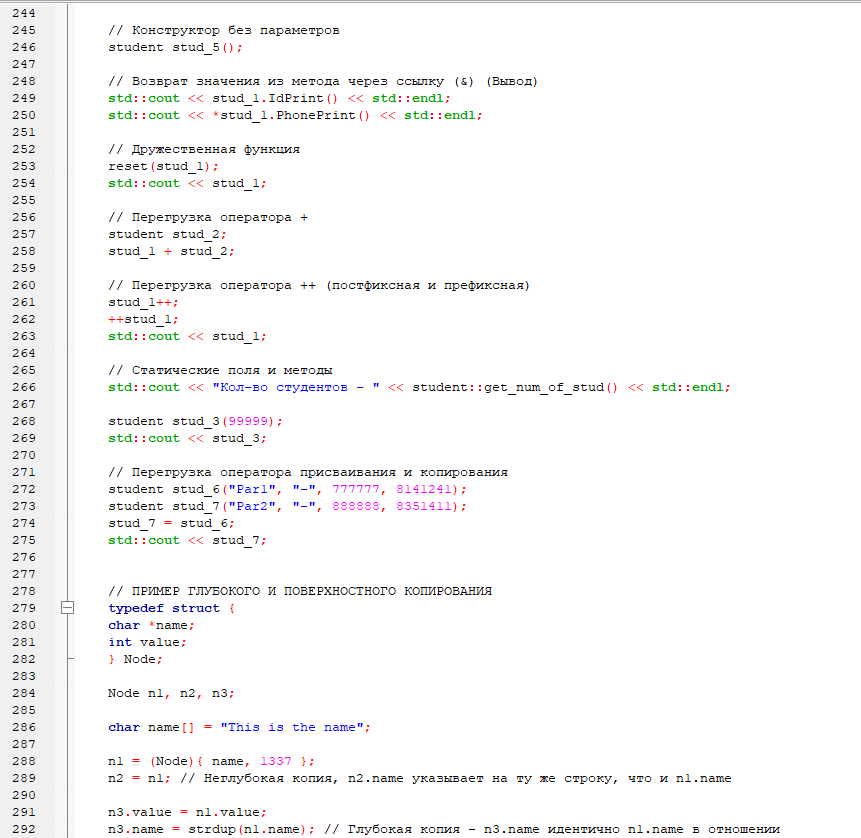 244
245 // Конструктор без параметров
246 student stud_5();
247
248 // Возврат значения из метода через ссылку (&) (Вывод)
249 std::cout << stud_1.IdPrint() << std::endl;
250 std::cout << *stud_1.PhonePrint() << std::endl;
251
252 // Дружественная функция
253 reset(stud_1);
254 std::cout << stud_1;
255
256 // Перегрузка оператора +
257 student stud_2;
258 stud_1 + stud_2;
259
260 // Перегрузка оператора ++ (постфиксная и префиксная)
261 stud_1++;
262 ++stud_1;
263 std::cout << stud_1;
264
265 // Статические поля и методы
266 std::cout << "Кол-во студентов - " << student::get_num_of_stud() << std::endl;
267
268 student stud_3(99999);
269 std::cout << stud_3;
270
271 // Перегрузка оператора присваивания и копирования
272 student stud_6("Par1", "-", 777777, 8141241);
273 student stud_7("Par2", "-", 888888, 8351411);
274 stud_7 = stud_6;
275 std::cout << stud_7;
276
277
278 // ПРИМЕР ГЛУБОКОГО И ПОВЕРХНОСТНОГО КОПИРОВАНИЯ
279 typedef struct {
280 char *name;
281 int value;
282 } Node;
283
284 Node n1, n2, n3;
285
286 char name[] = "This is the name";
287
288 n1 = (Node){ name, 1337 };
289 n2 = n1; // Неглубокая копия, n2.name указывает на ту же строку, что и n1.name
290
291 n3.value = n1.value;
292 n3.name = strdup(n1.name); // Глубокая копия - n3.name идентично n1.name в отношении